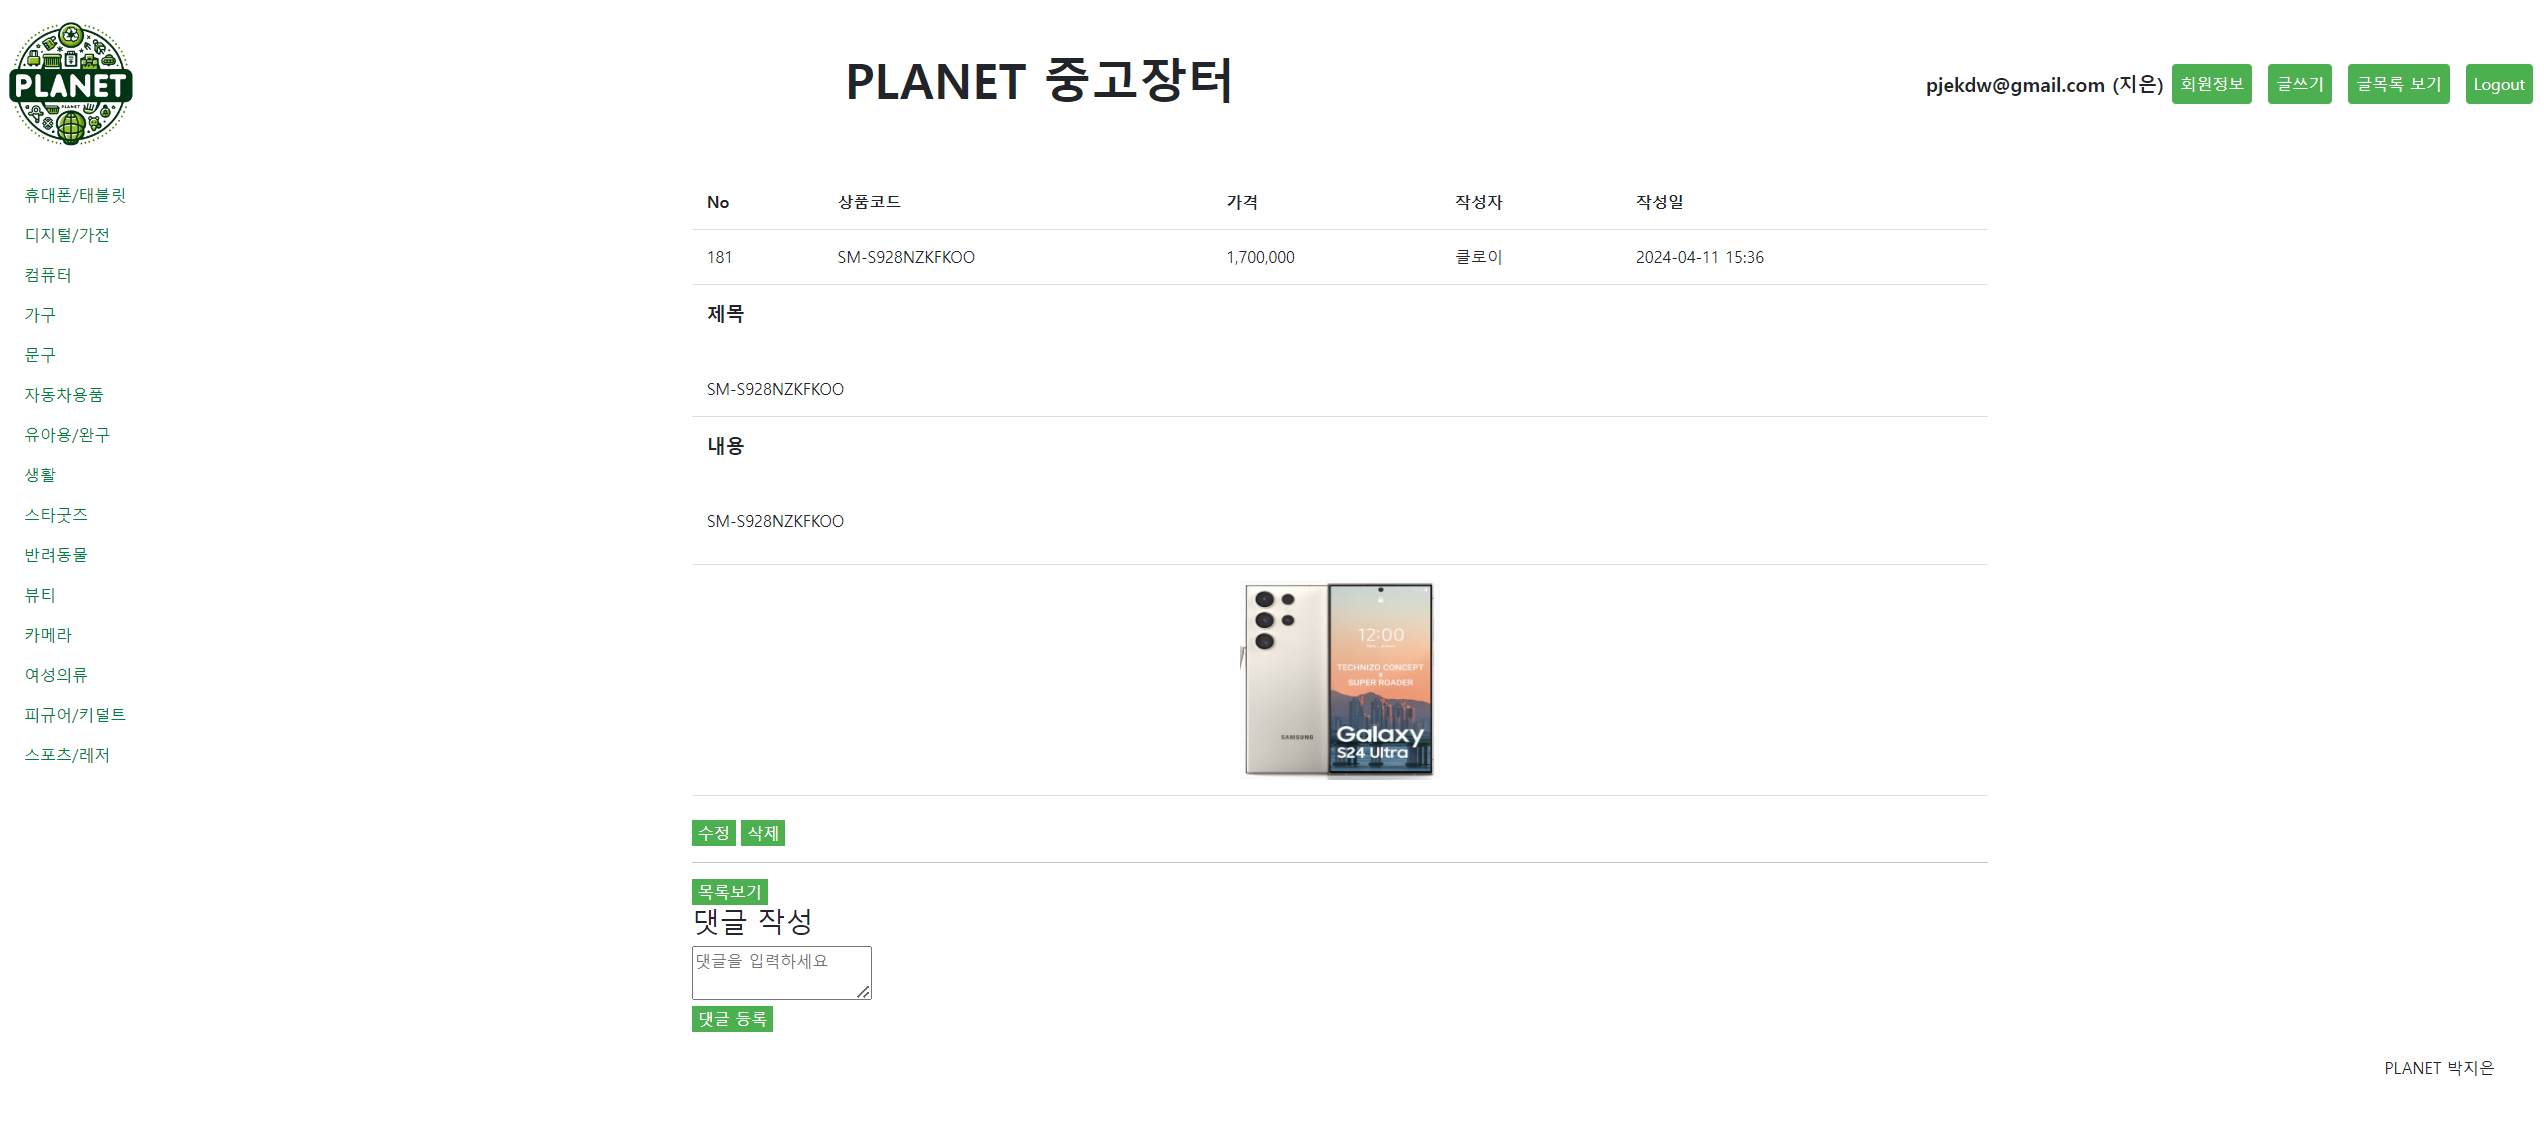 PLANET
PLANET
PLANET 중고장터
pjekdw@gmail.com (지은) 회원정보 글쓰기 글목록 보기 Logout
휴대폰/태블릿
디지털/가전
컴퓨터
가구
문구
자동차용품
유아용/완구
생활
스타굿즈
반려동물
뷰티
카메라
여성의류
피규어/키덜트
스포츠/레저
No 상품코드 가격 작성자 작성일
181 SM-S928NZKFKOO 1,700,000 클로이 2024-04-11 15:36
제목
SM-S928NZKFKOO
내용
SM-S928NZKFKOO
12:00
TECHNIZO CONCEPT
X
SUPER ROADER
SAMSUNG
Galaxy
S24 Ultra
수정 삭제
목록보기
댓글 작성
댓글을 입력하세요
댓글 등록
PLANET 박지은